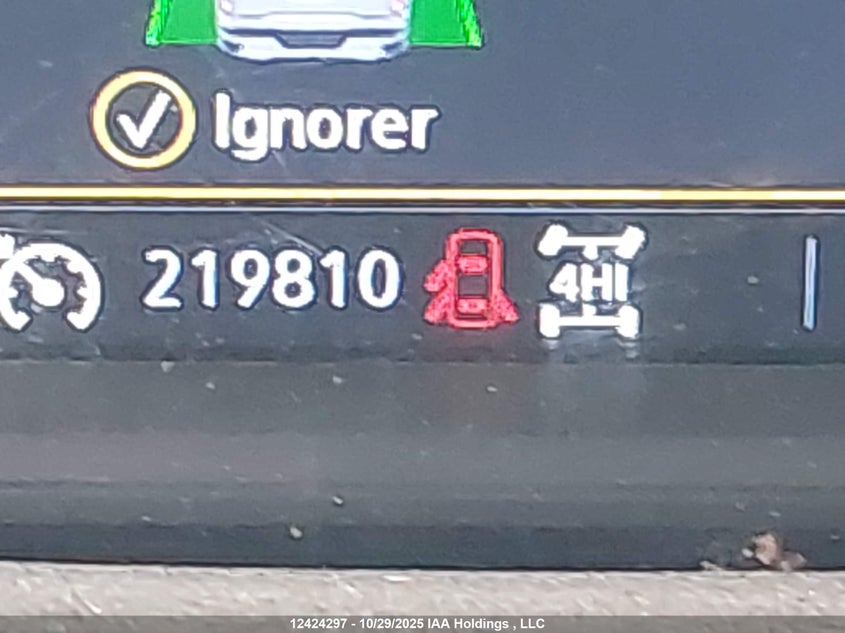 Ignorer
219810 4HI
12424297 - 10/29/2025 IAA Holdings , LLC